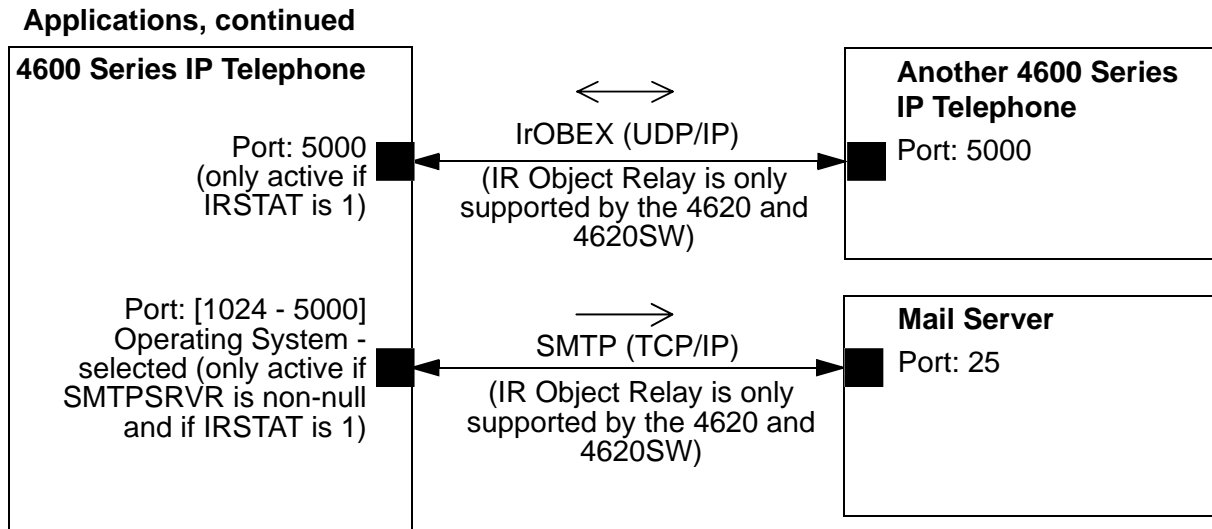 Applications, continued
4600 Series IP Telephone
Port: 5000
(only active if
IRSTAT is 1)
IrOBEX (UDP/IP)
(IR Object Relay is only
supported by the 4620 and
4620SW)
Another 4600 Series
IP Telephone
Port: 5000
Port: [1024 - 5000]
Operating System -
selected (only active if
SMTPSRVR is non-null
and if IRSTAT is 1)
SMTP (TCP/IP)
(IR Object Relay is only
supported by the 4620 and
4620SW)
Mail Server
Port: 25